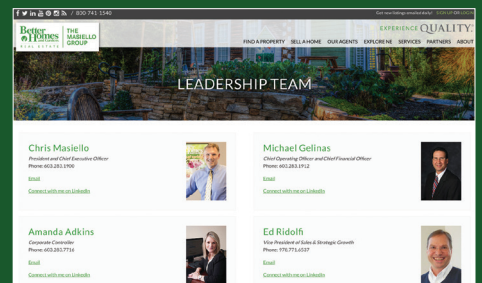 / 800-741-1540
Get new listings emailed daily! SIGN UP OR LOGIN
Better
Homes
and Gardens
REAL ESTATE
THE
MASIELLO
GROUP
EXPERIENCE QUALITY.
FIND A PROPERTY SELL A HOME OUR AGENTS EXPLORE NE SERVICES PARTNERS ABOUT
LEADERSHIP TEAM
Chris Masiello
President and Chief Executive Officer
Phone: 603.283.1900
Email
Connect with me on LinkedIn
Michael Gelinas
Chief Operating Officer and Chief Financial Officer
Phone: 603.283.1912
Email
Connect with me on LinkedIn
Amanda Adkins
Corporate Controller
Phone: 603.283.7716
Email
Connect with me on LinkedIn
Ed Ridolfi
Vice President of Sales & Strategic Growth
Phone: 978.771.6537
Email
Connect with me on LinkedIn